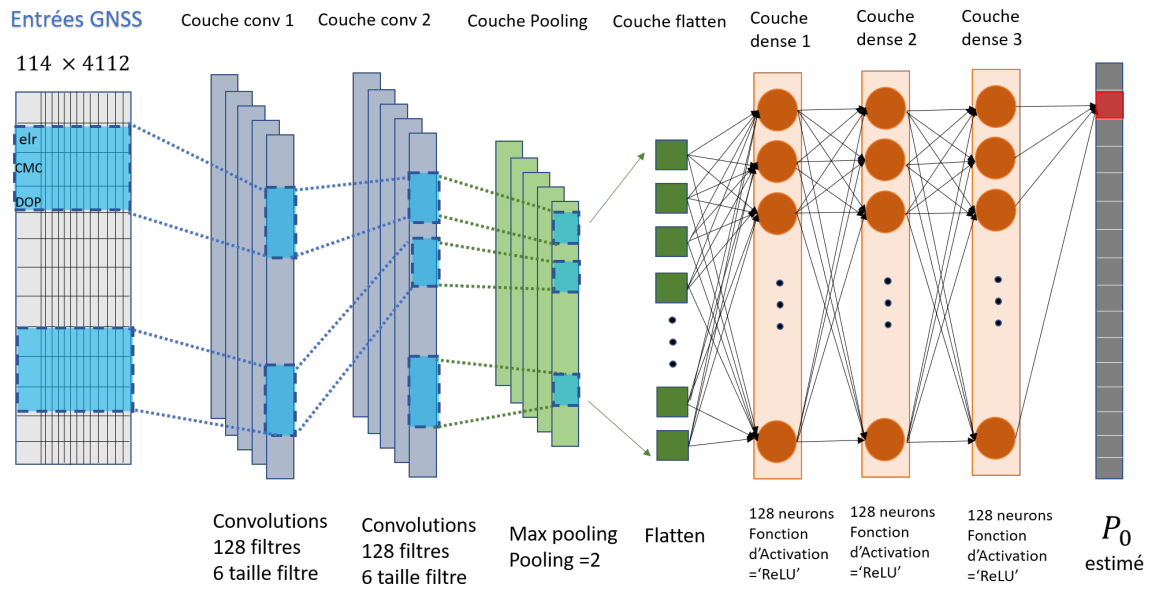 Entrées GNSS
Couche conv 1
Couche conv 2
Couche Pooling
Couche flatten
Couche
dense 1
Couche
dense 2
Couche
dense 3
114 × 4112
elr
CMC
DOP
Convolutions
128 filtres
6 taille filtre
Convolutions
128 filtres
6 taille filtre
Max pooling
Pooling =2
Flatten
128 neurons
Fonction
d’Activation
=‘ReLU’
128 neurons
Fonction
d’Activation
=‘ReLU’
128 neurons
Fonction
d’Activation
=‘ReLU’
P₀
estimé